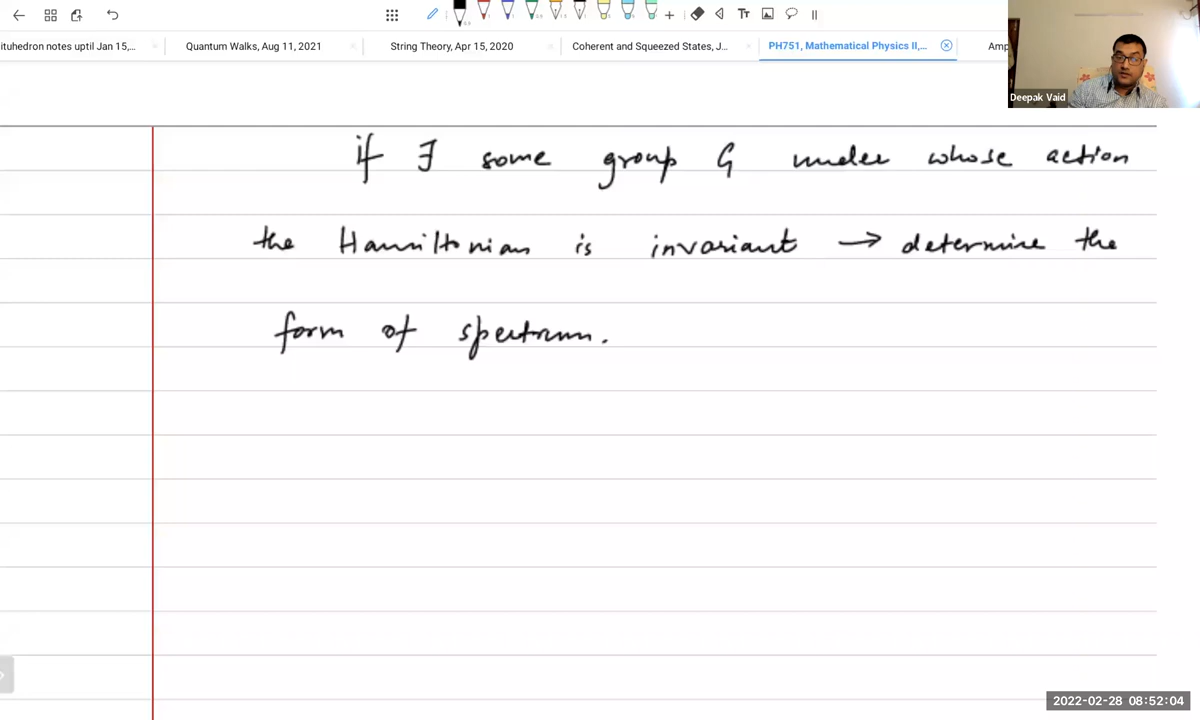 ituhedron notes uptil Jan 15,...
Quantum Walks, Aug 11, 2021
String Theory, Apr 15, 2020
Coherent and Squeezed States, J...
PH751, Mathematical Physics II,...
Amp
Tт
Deepak Vaid
if ∃ some group G under whose action
the Hamiltonian is invariant → determine the
form of spectrum.
2022-02-28 08:52:04